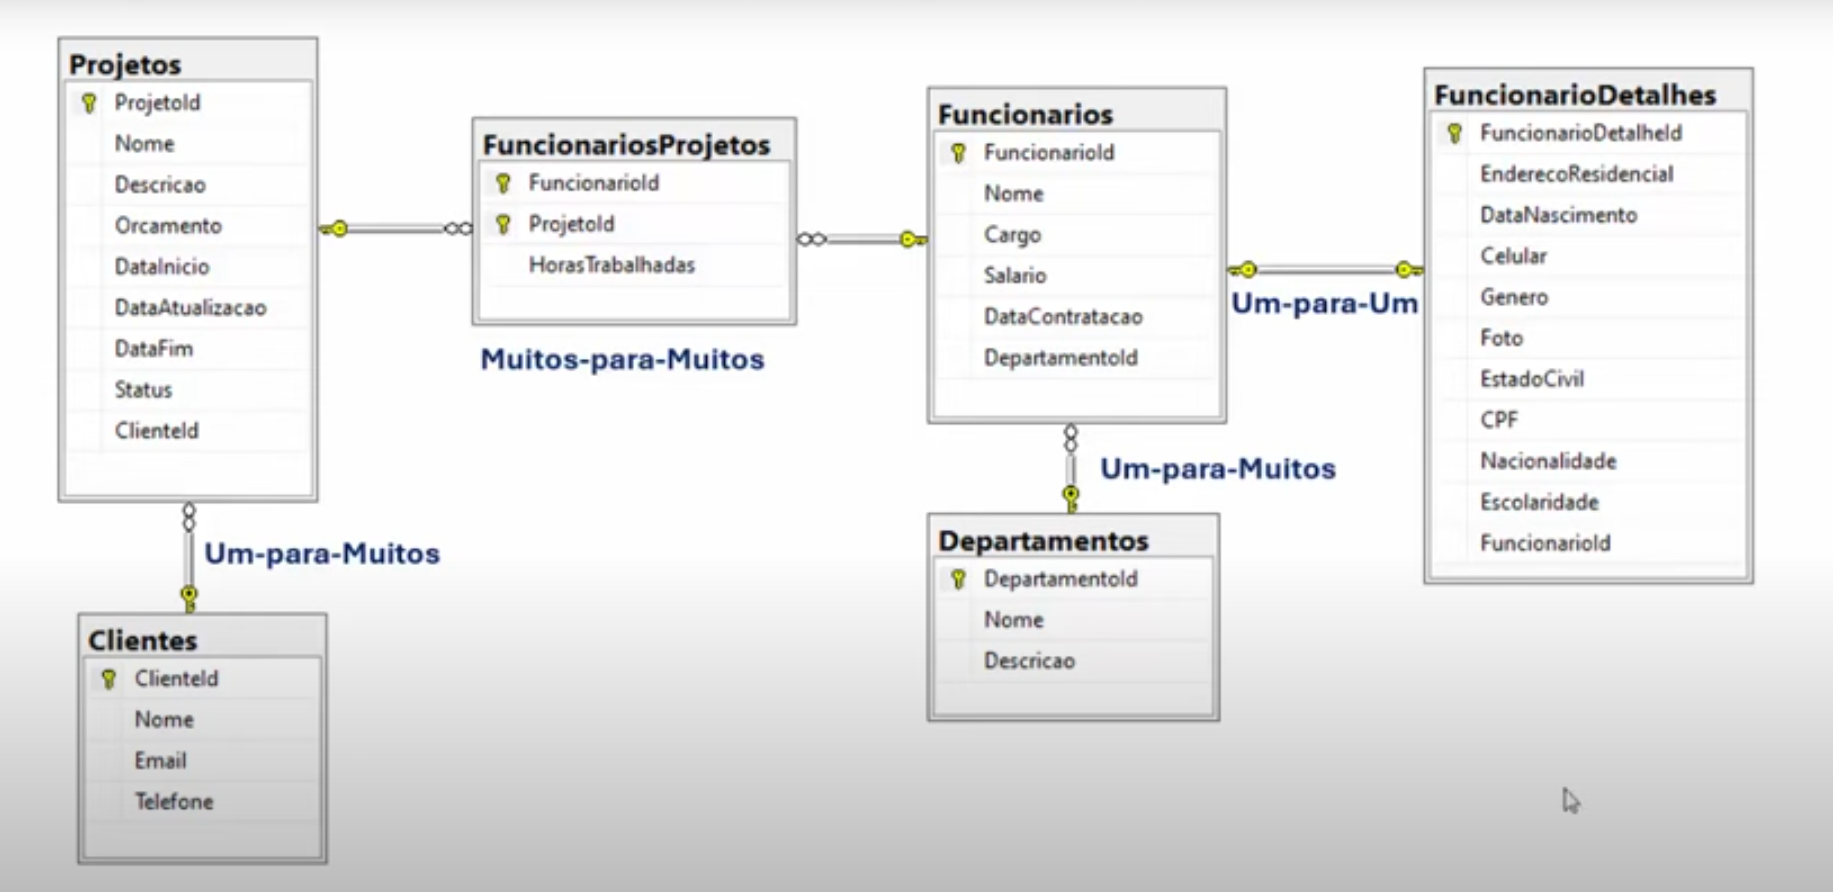 Projetos
ProjetoId
Nome
Descricao
Orcamento
DataInicio
DataAtualizacao
DataFim
Status
ClienteId
FuncionariosProjetos
FuncionarioId
ProjetoId
HorasTrabalhadas
Muitos-para-Muitos
Funcionarios
FuncionarioId
Nome
Cargo
Salario
DataContratacao
DepartamentoId
Um-para-Um
FuncionarioDetalhes
FuncionarioDetalheId
EnderecoResidencial
DataNascimento
Celular
Genero
Foto
EstadoCivil
CPF
Nacionalidade
Escolaridade
FuncionarioId
Um-para-Muitos
Clientes
ClienteId
Nome
Email
Telefone
Um-para-Muitos
Departamentos
DepartamentoId
Nome
Descricao